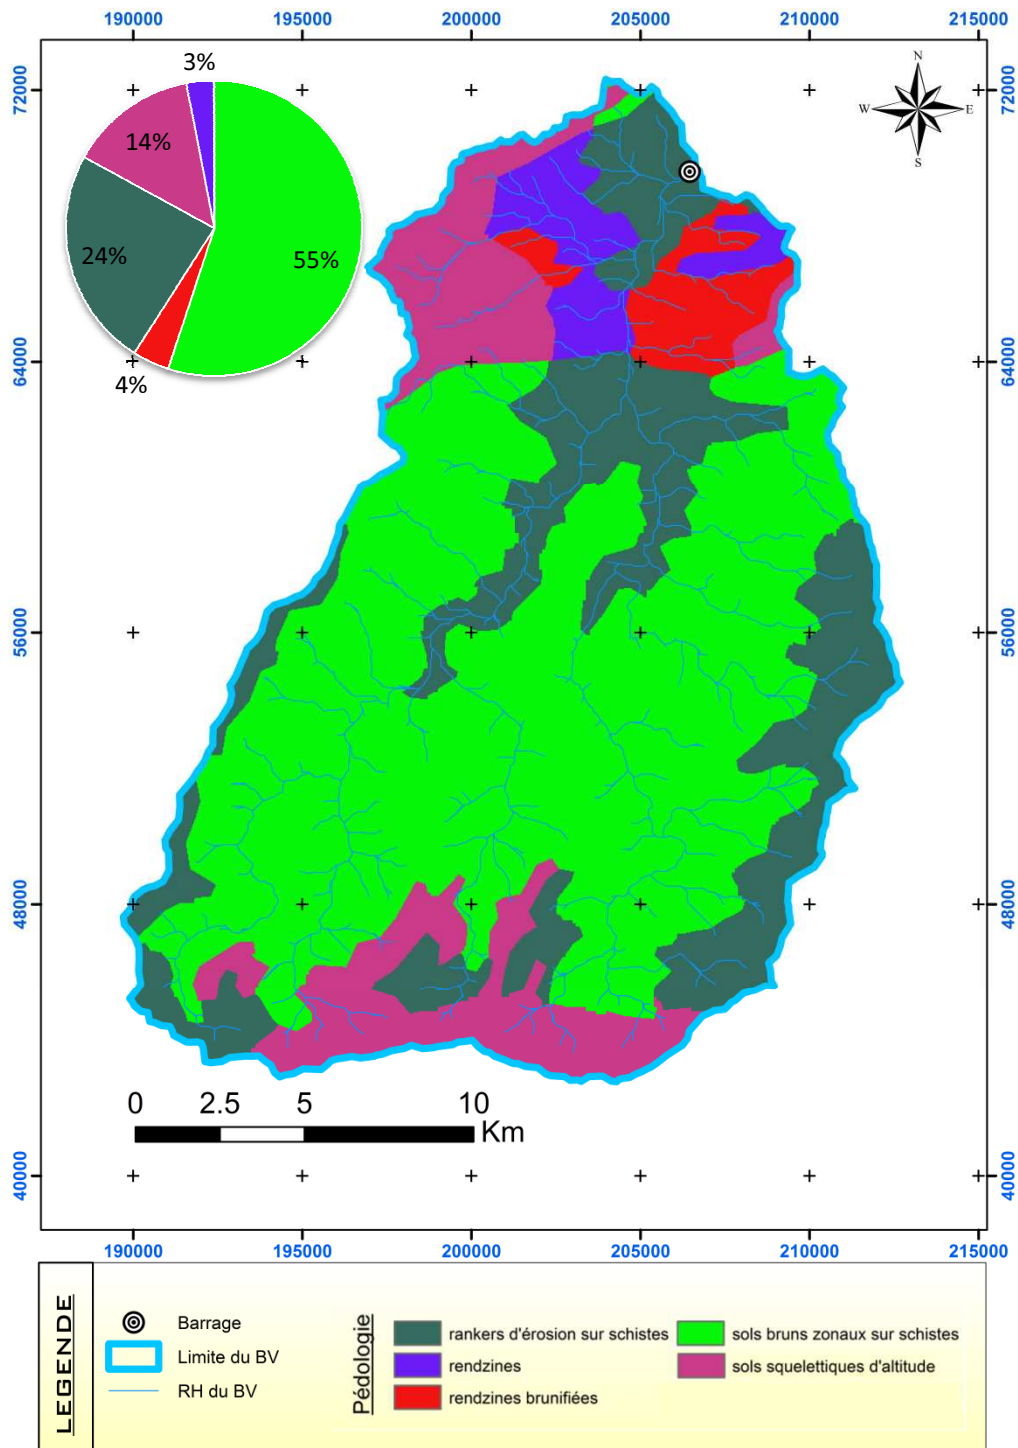 190000 195000 200000 205000 210000 215000
72000 72000
64000 64000
56000 56000
48000 48000
40000 40000
N
W E
S
3%
14%
24%
55%
4%
0 2.5 5 10
Km
190000 195000 200000 205000 210000 215000
LEGENDE
Barrage
Limite du BV
RH du BV
Pédologie
rankers d'érosion sur schistes
rendzines
rendzines brunifiées
sols bruns zonaux sur schistes
sols squelettiques d'altitude